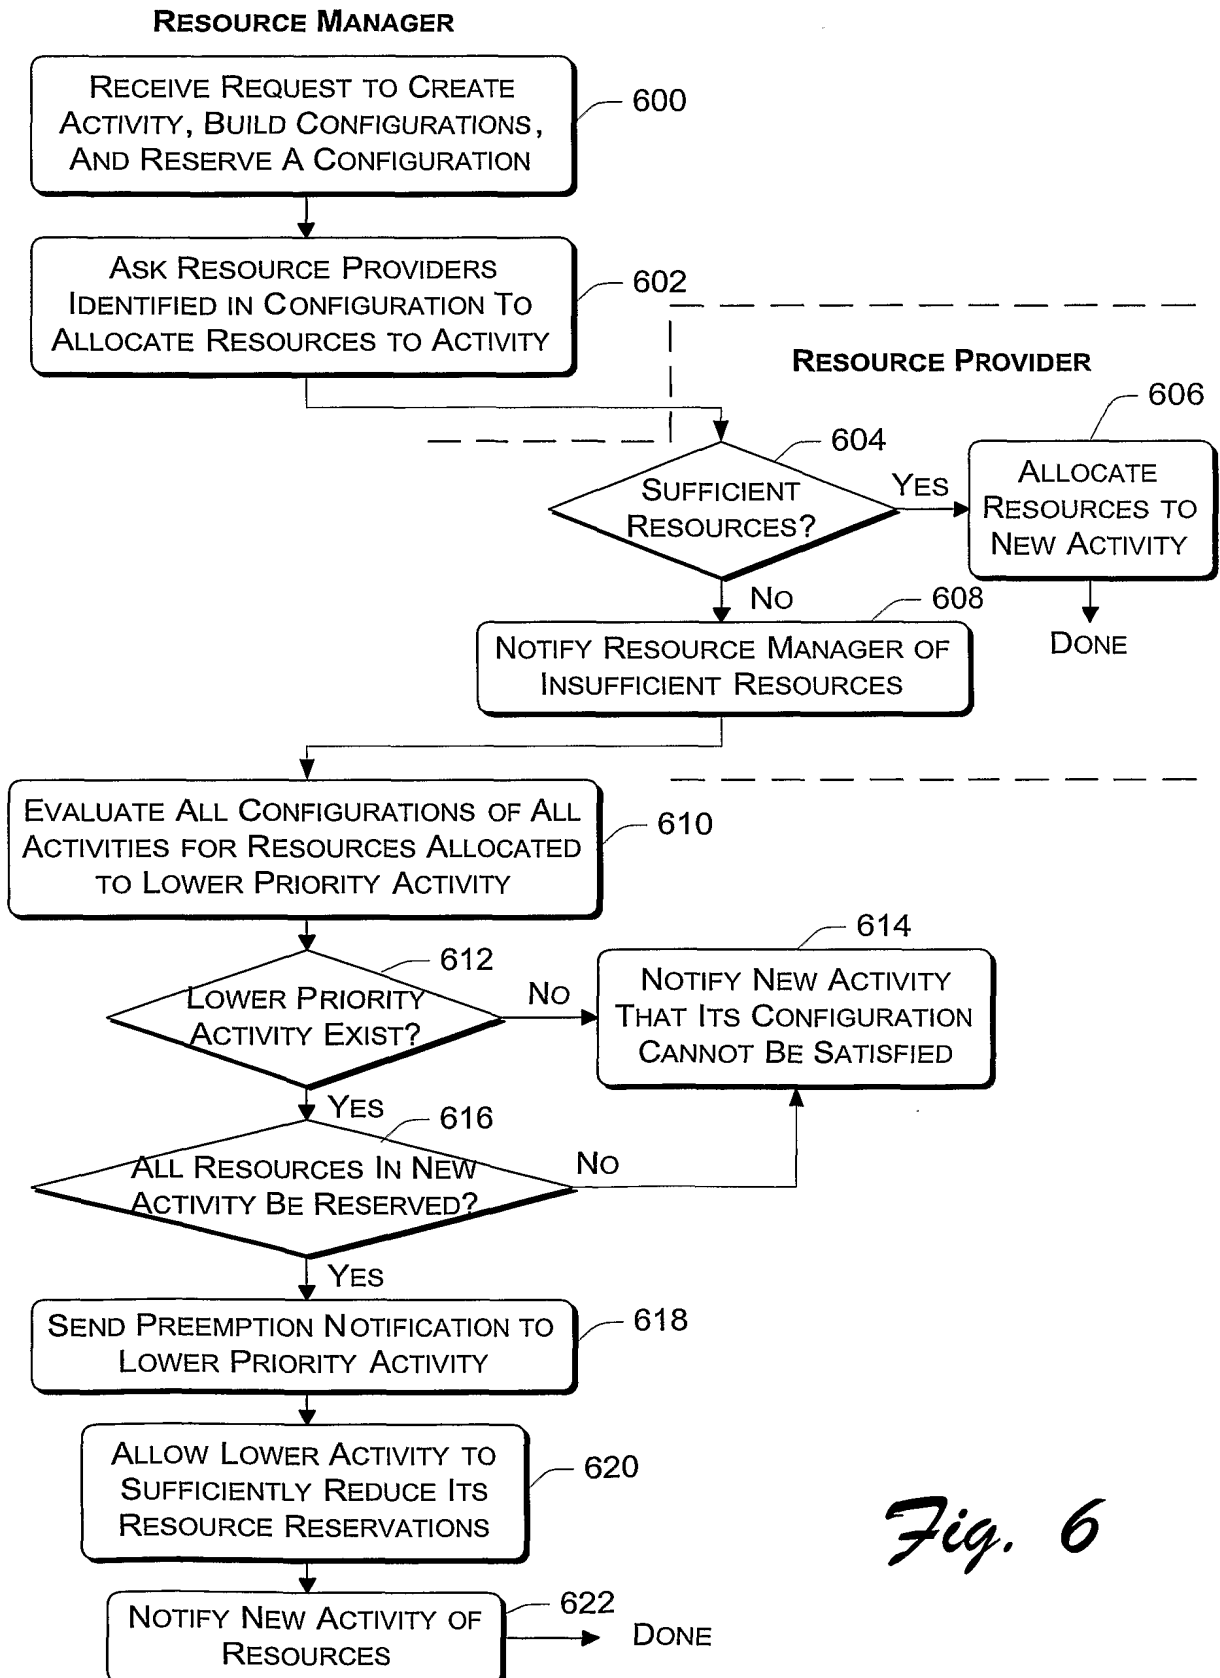 RESOURCE MANAGER
RECEIVE REQUEST TO CREATE
ACTIVITY, BUILD CONFIGURATIONS,
AND RESERVE A CONFIGURATION
600
ASK RESOURCE PROVIDERS
IDENTIFIED IN CONFIGURATION TO
ALLOCATE RESOURCES TO ACTIVITY
602
RESOURCE PROVIDER
604
SUFFICIENT
RESOURCES?
YES
606
ALLOCATE
RESOURCES TO
NEW ACTIVITY
DONE
NO
608
NOTIFY RESOURCE MANAGER OF
INSUFFICIENT RESOURCES
EVALUATE ALL CONFIGURATIONS OF ALL
ACTIVITIES FOR RESOURCES ALLOCATED
TO LOWER PRIORITY ACTIVITY
610
612
LOWER PRIORITY
ACTIVITY EXIST?
NO
614
NOTIFY NEW ACTIVITY
THAT ITS CONFIGURATION
CANNOT BE SATISFIED
YES
616
ALL RESOURCES IN NEW
ACTIVITY BE RESERVED?
NO
YES
SEND PREEMPTION NOTIFICATION TO
LOWER PRIORITY ACTIVITY
618
ALLOW LOWER ACTIVITY TO
SUFFICIENTLY REDUCE ITS
RESOURCE RESERVATIONS
620
NOTIFY NEW ACTIVITY OF
RESOURCES
622
DONE
Fig. 6